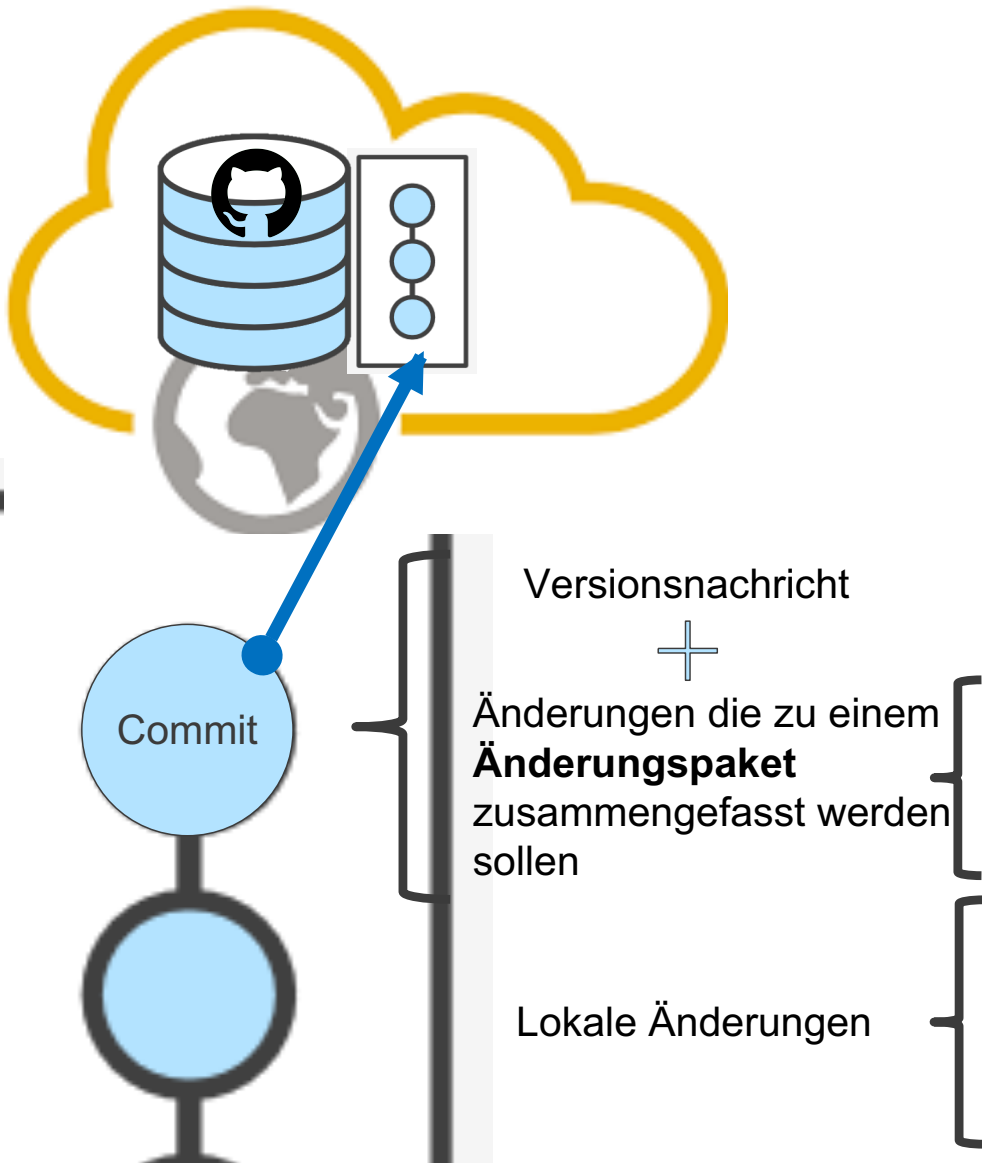 Versionsnachricht
Commit
Änderungen die zu einem
Änderungspaket
zusammengefasst werden
sollen
Lokale Änderungen